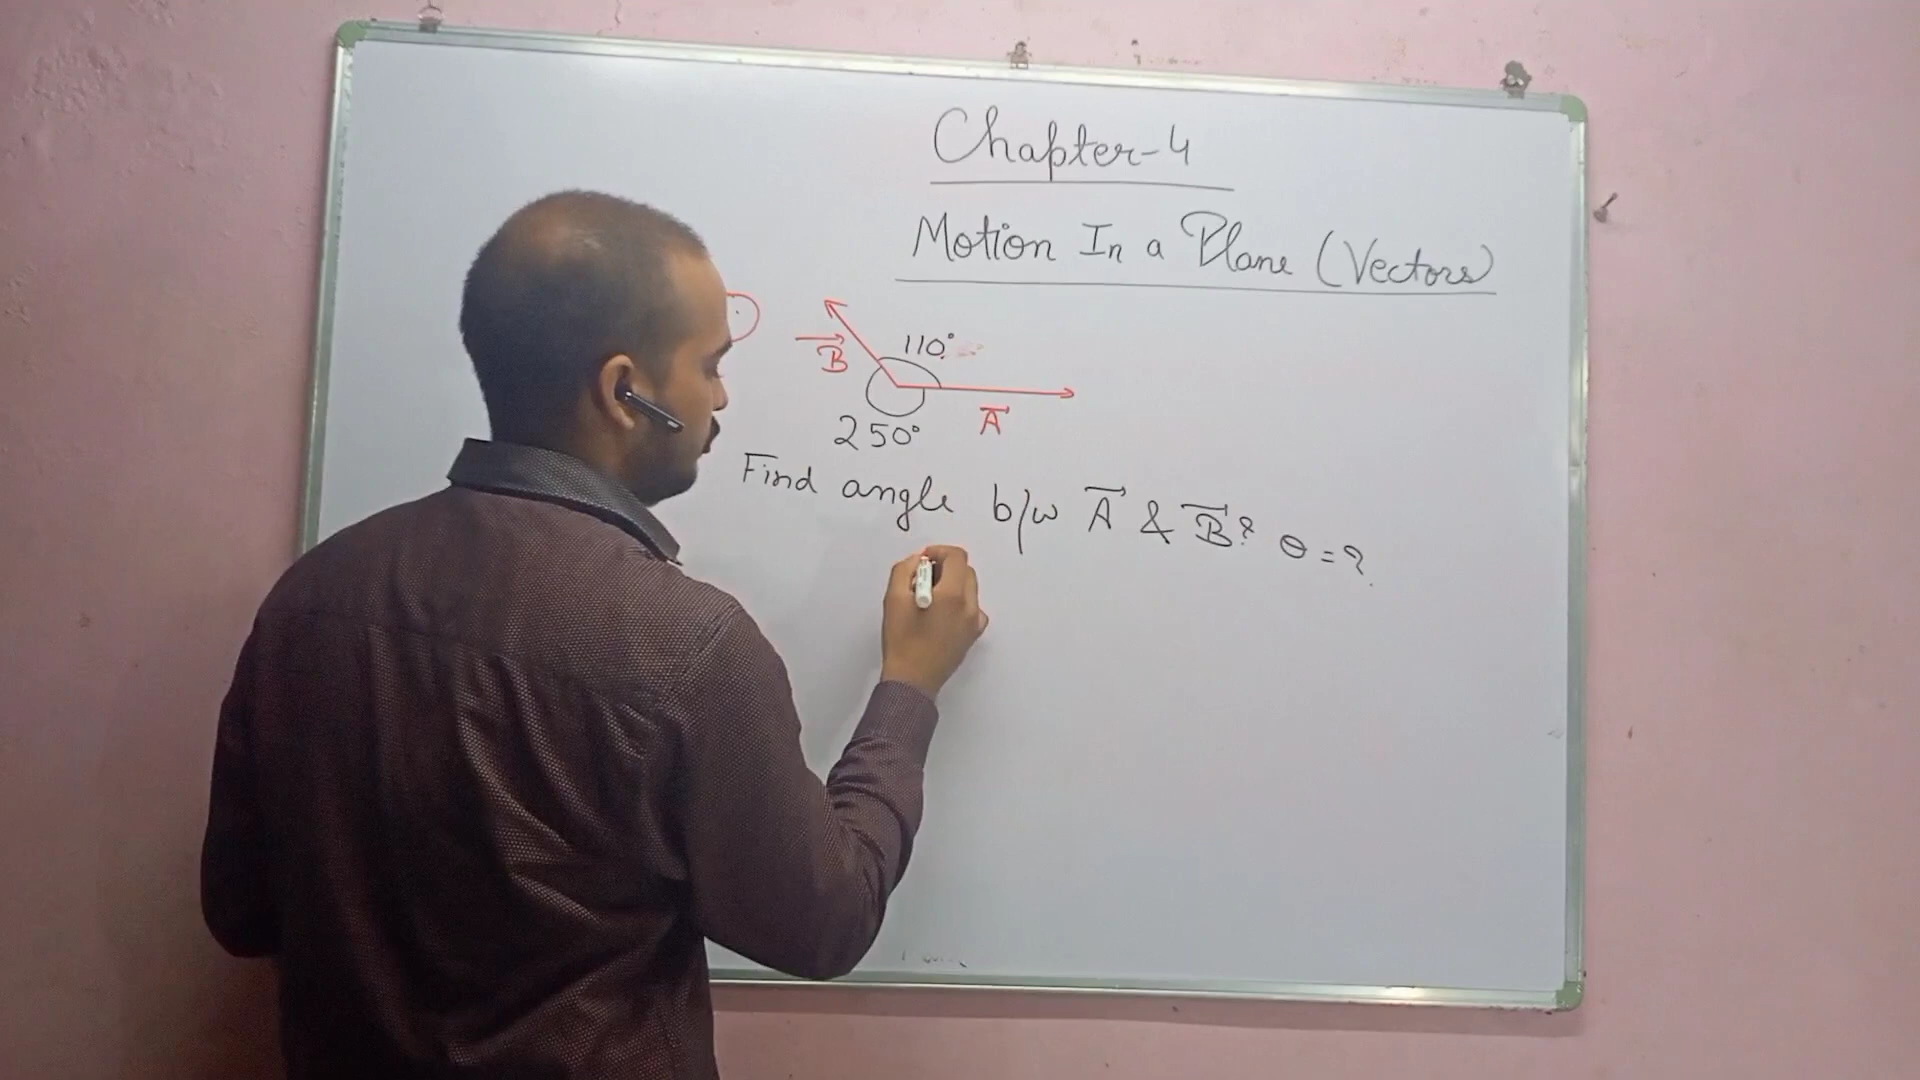 Chapter-4
Motion In a Plane (Vectors)
110°
B
A
250°
Find angle b/w A & B? θ = ?